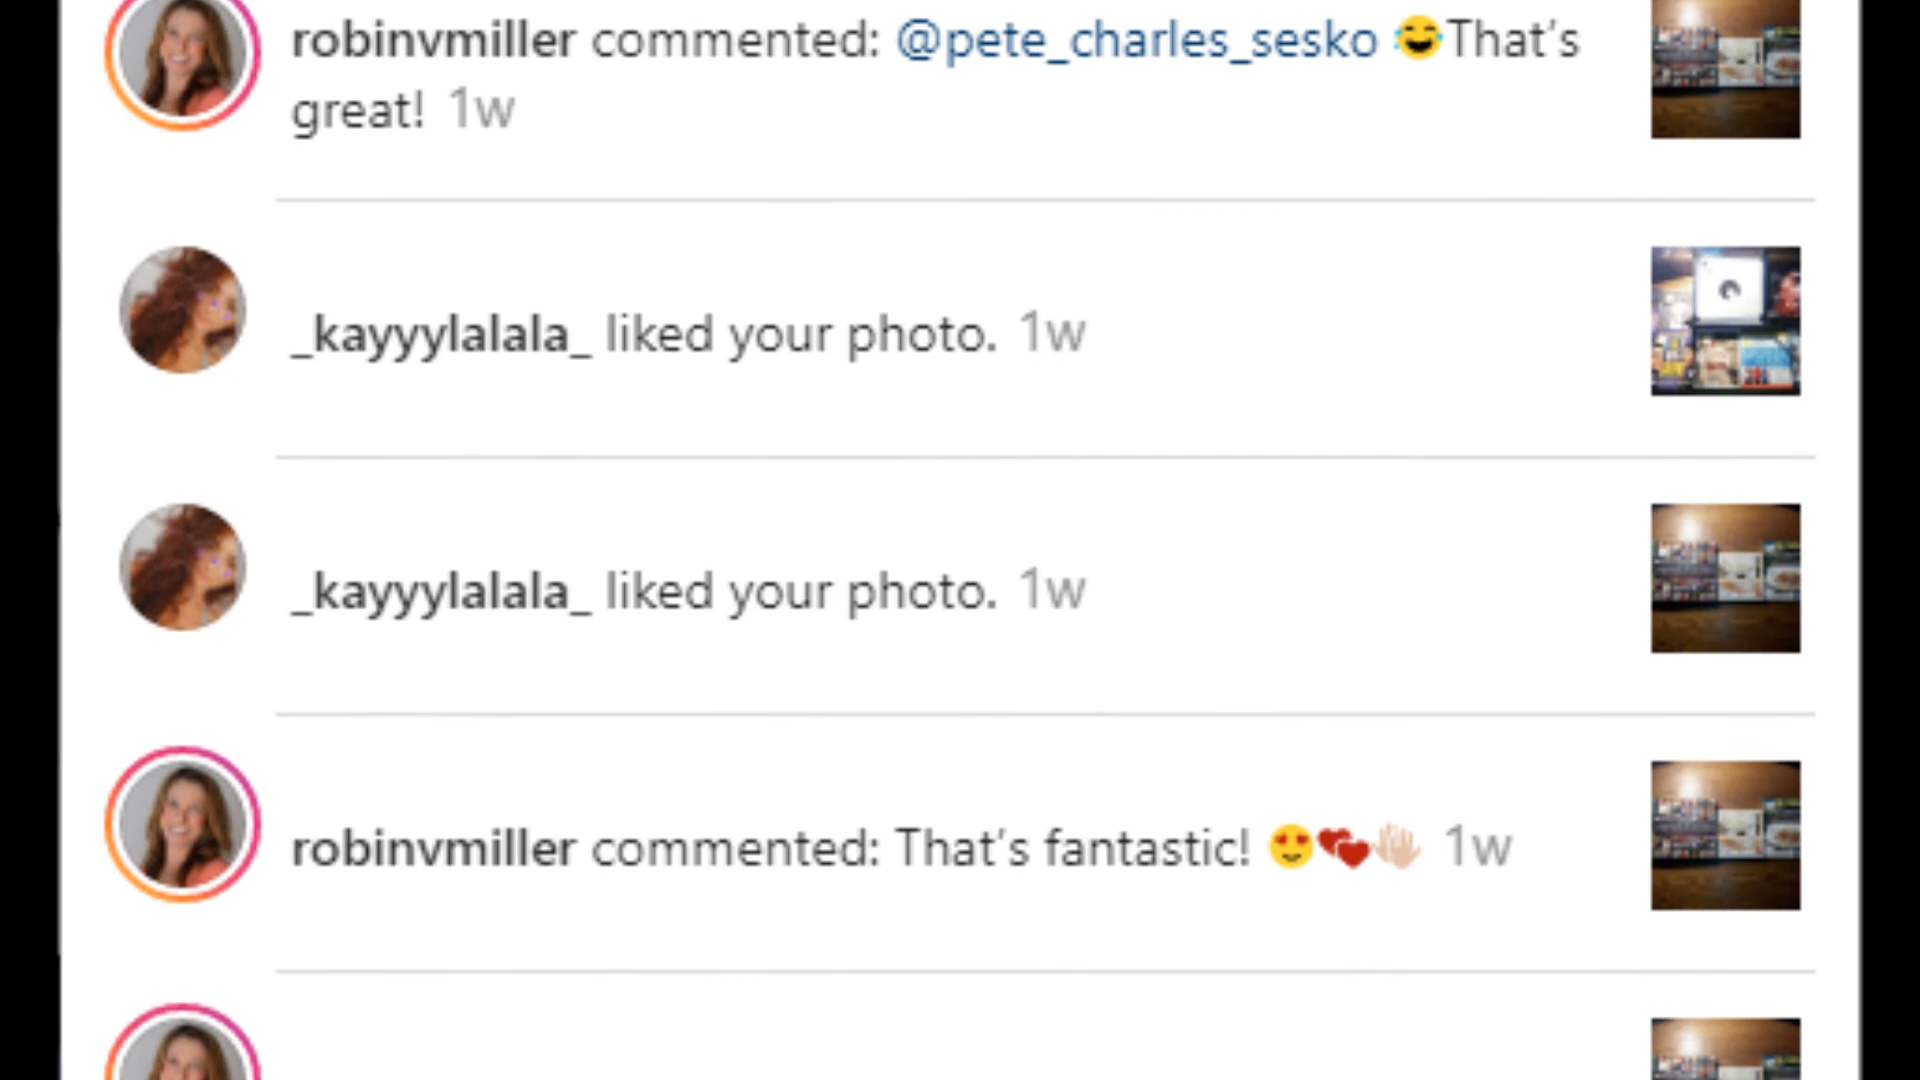 robinvmiller commented: @pete_charles_sesko 😂That's
great! 1w
_kayyylalala_ liked your photo. 1w
_kayyylalala_ liked your photo. 1w
robinvmiller commented: That's fantastic! 😍💕👋🏻 1w